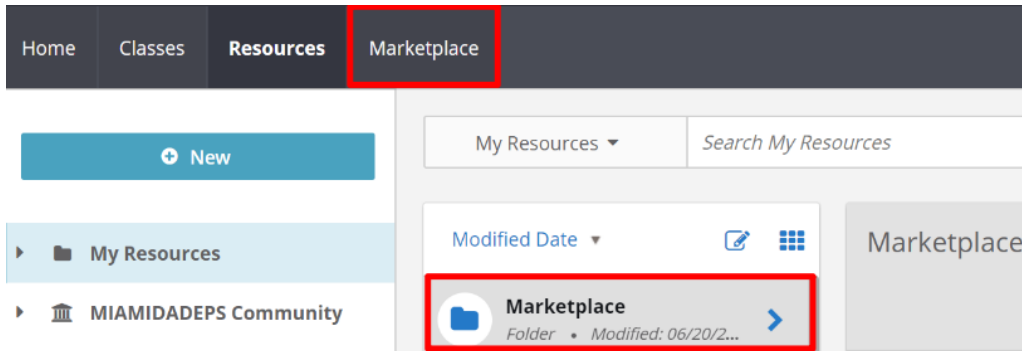 Home Classes Resources Marketplace
New
My Resources Search My Resources
Modified Date
Marketplace
My Resources
Marketplace
MIAMIDADEPS Community
Folder • Modified: 06/20/2...